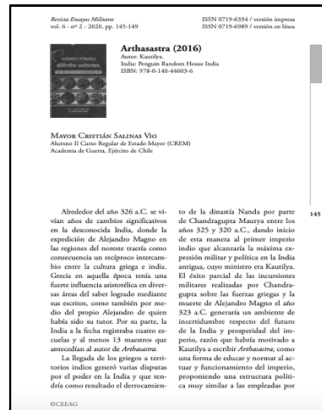 Revista Ensayos Militares
vol. 6 - nº 2 - 2020, pp. 145-149
ISSN 0719-6334 / versión impresa
ISSN 0719-6989 / versión en línea
Arthasastra (2016)
Autor: Kautilya.
India: Penguin Random House India
ISBN: 978-0-140-44603-6
Mayor Cristián Salinas Vio
Alumno II Curso Regular de Estado Mayor (CREM)
Academia de Guerra, Ejército de Chile
Alrededor del año 326 a.C. se vi-
vían años de cambios significativos
en la desconocida India, donde la
expedición de Alejandro Magno en
las regiones del noreste traería como
consecuencia un recíproco intercam-
bio entre la cultura griega e india.
Grecia en aquella época tenía una
fuerte influencia aristotélica en diver-
sas áreas del saber logrado mediante
sus escritos, como también por me-
dio del propio Alejandro de quien
había sido su tutor. Por su parte, la
India a la fecha registraba cuatro es-
cuelas y al menos 13 maestros que
antecedían al autor de Arthasastra.
La llegada de los griegos a terri-
torios indios generó varias disputas
por el poder en la India y que ten-
dría como resultado el derrocamien-
to de la dinastía Nanda por parte
de Chandragupta Maurya entre los
años 325 y 320 a.C., dando inicio
de esta manera al primer imperio
indio que alcanzaría la máxima ex-
presión militar y política en la India
antigua, cuyo ministro era Kautilya.
El éxito parcial de las incursiones
militares realizadas por Chandra-
gupta sobre las fuerzas griegas y la
muerte de Alejandro Magno el año
323 a.C. generaría un ambiente de
incertidumbre respecto del futuro
de la India y prosperidad del im-
perio, razón que habría motivado a
Kautilya a escribir Arthasastra, como
una forma de educar y normar al ac-
tuar y funcionamiento del imperio,
proponiendo una estructura políti-
ca muy similar a las empleadas por
145
©CEEAG